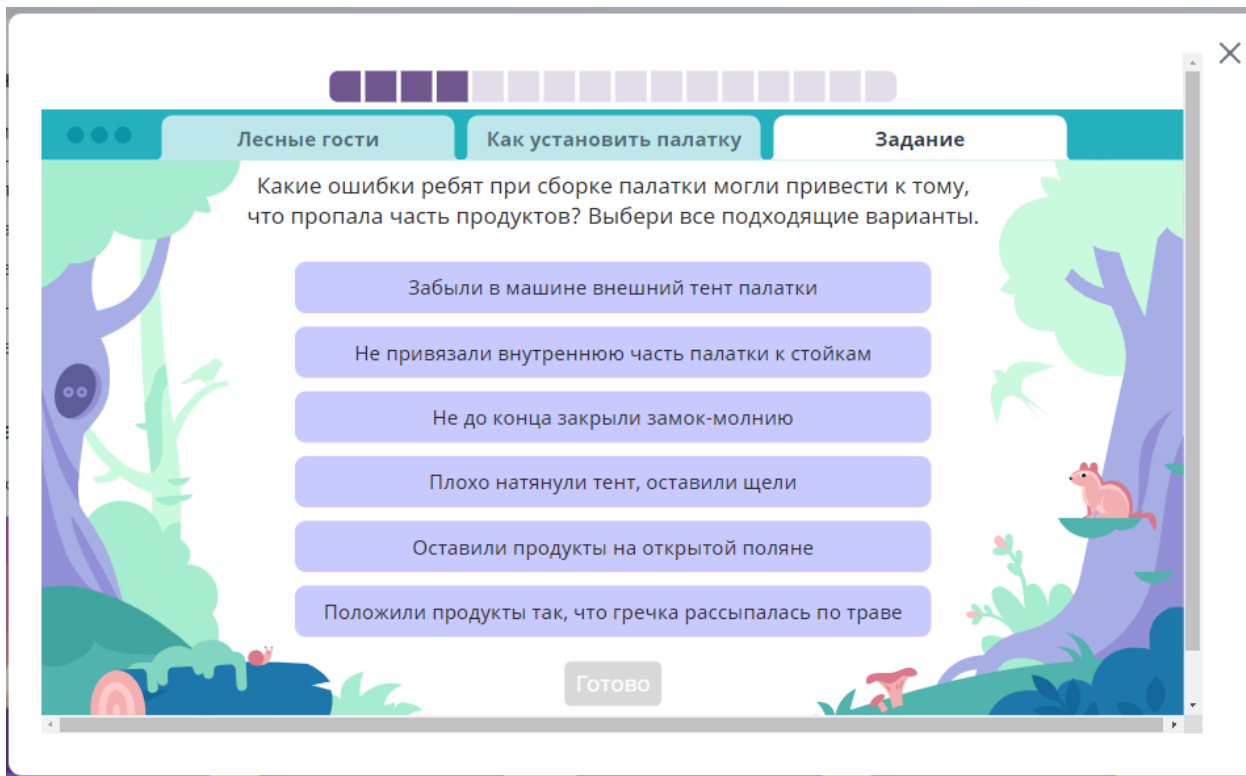 Лесные гости
Как установить палатку
Задание
Какие ошибки ребят при сборке палатки могли привести к тому,
что пропала часть продуктов? Выбери все подходящие варианты.
Забыли в машине внешний тент палатки
Не привязали внутреннюю часть палатки к стойкам
Не до конца закрыли замок-молнию
Плохо натянули тент, оставили щели
Оставили продукты на открытой поляне
Положили продукты так, что гречка рассыпалась по траве
Готово